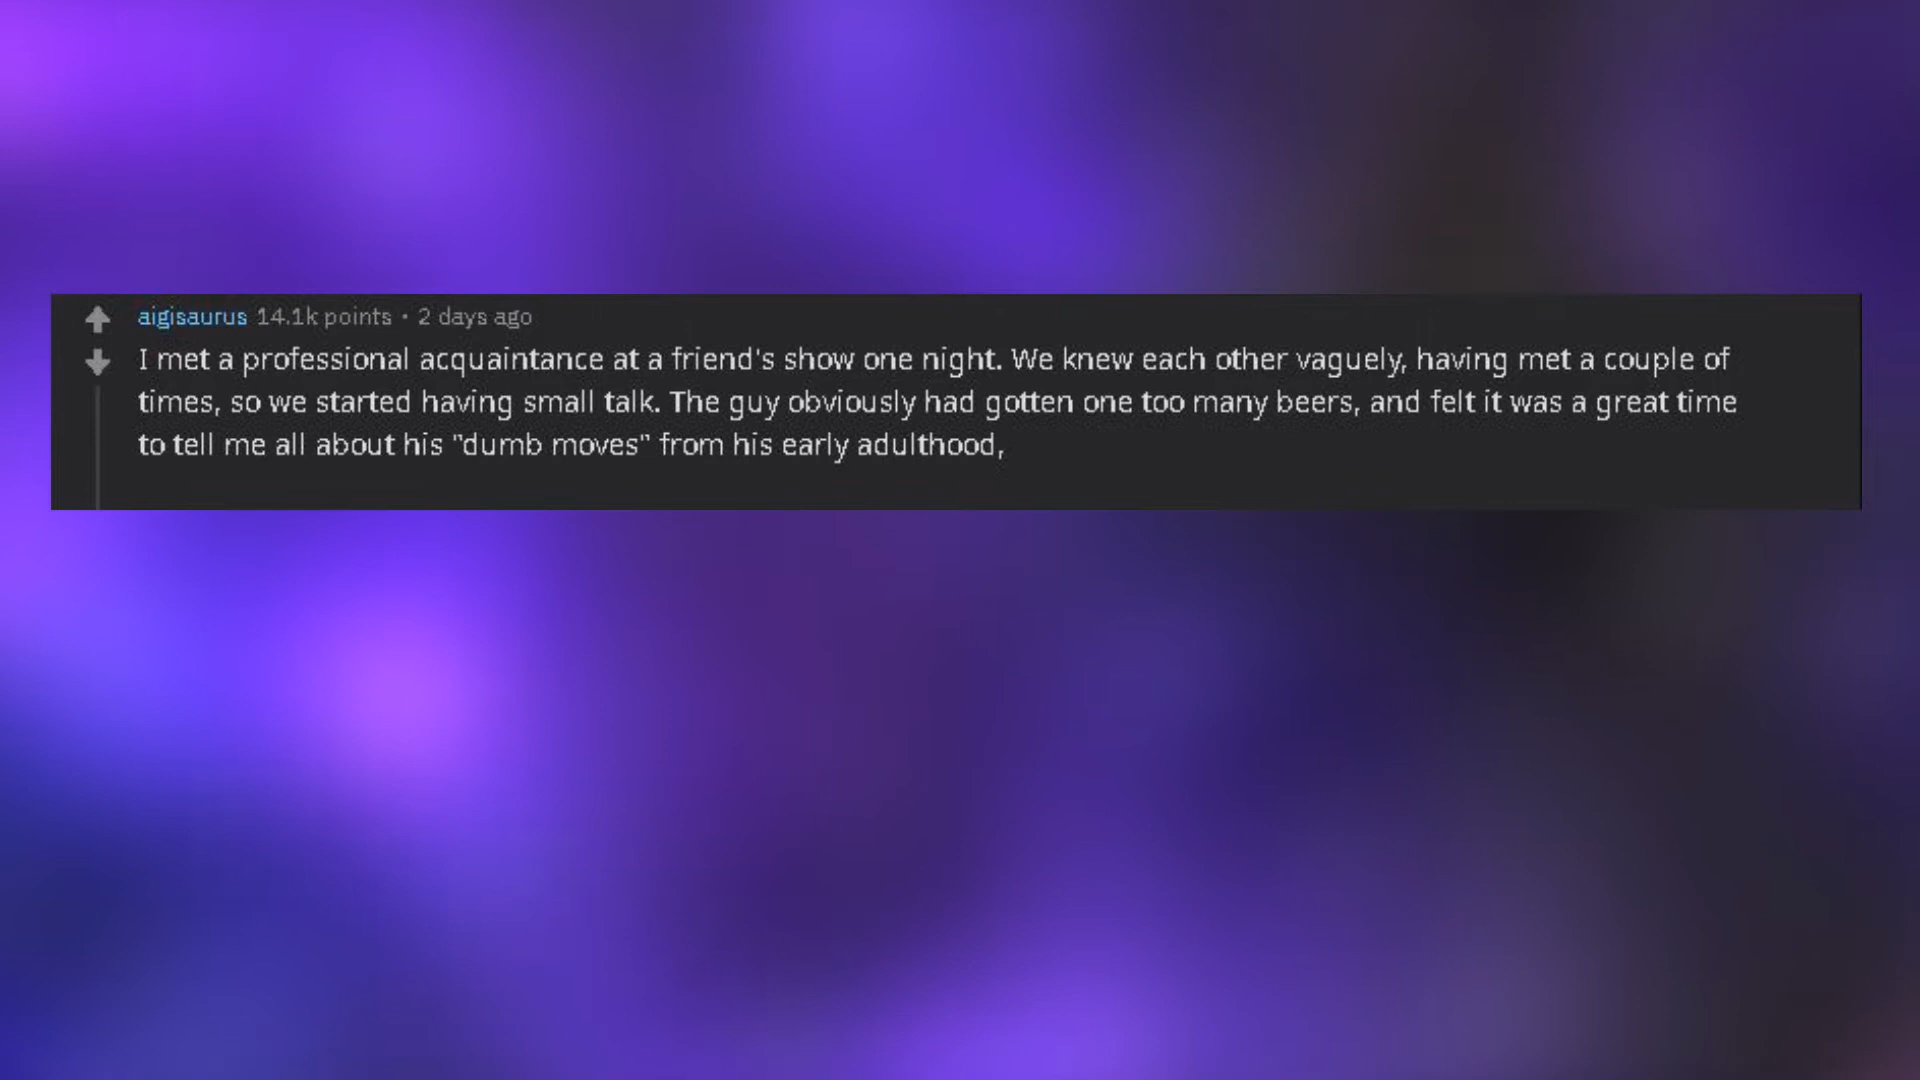 aigisaurus 14.1k points · 2 days ago
I met a professional acquaintance at a friend's show one night. We knew each other vaguely, having met a couple of
times, so we started having small talk. The guy obviously had gotten one too many beers, and felt it was a great time
to tell me all about his "dumb moves" from his early adulthood,